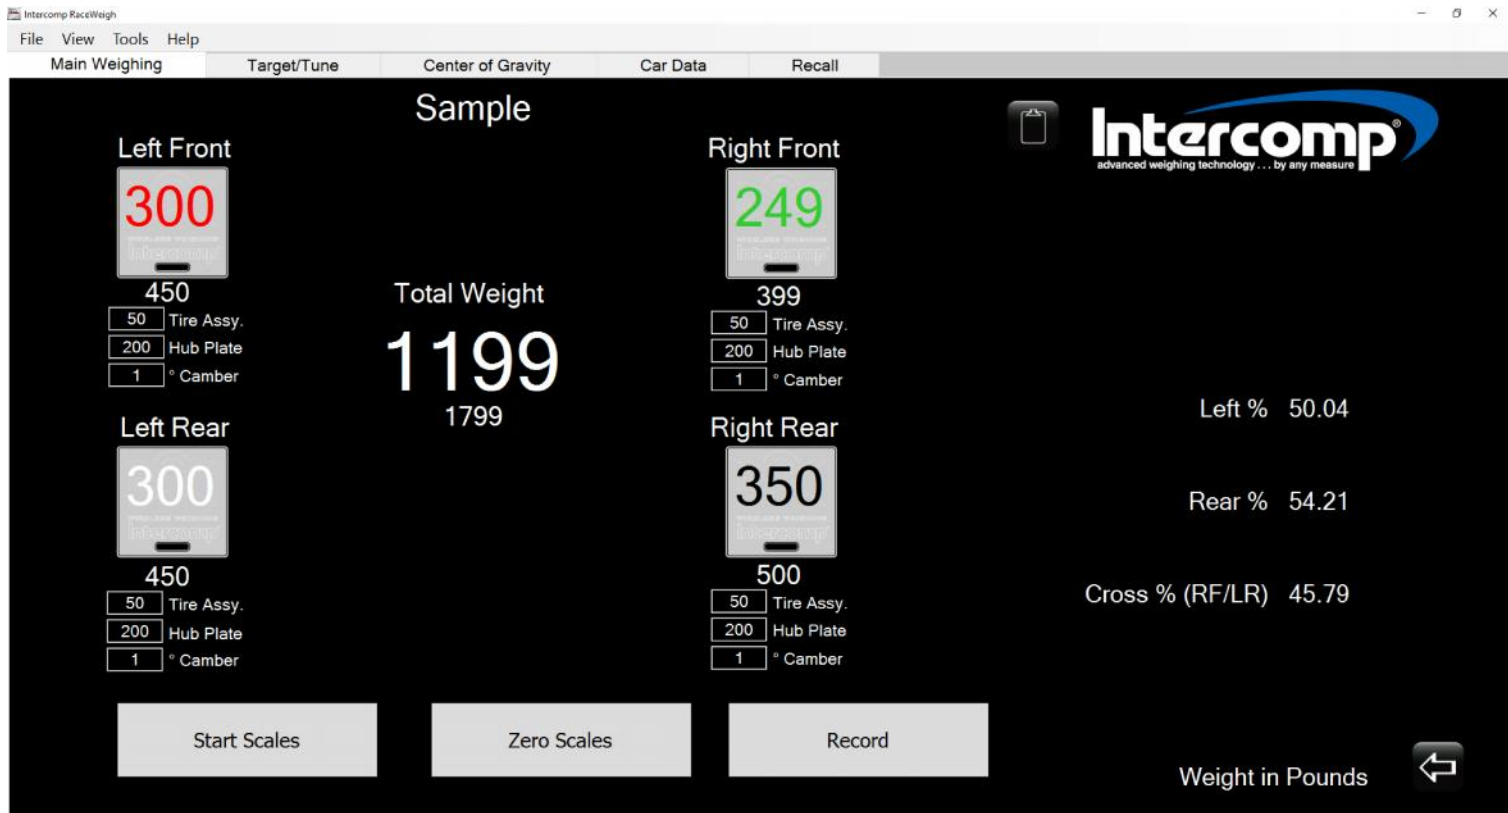 Intercomp RaceWeigh
File View Tools Help
Main Weighing Target/Tune Center of Gravity Car Data Recall
Sample
Intercomp®
advanced weighing technology . . . by any measure
Left Front
300
Intercomp
450
50 Tire Assy.
200 Hub Plate
1 ° Camber
Right Front
249
Intercomp
399
50 Tire Assy.
200 Hub Plate
1 ° Camber
Total Weight
1199
1799
Left Rear
300
Intercomp
450
50 Tire Assy.
200 Hub Plate
1 ° Camber
Right Rear
350
Intercomp
500
50 Tire Assy.
200 Hub Plate
1 ° Camber
Left % 50.04
Rear % 54.21
Cross % (RF/LR) 45.79
Start Scales Zero Scales Record
Weight in Pounds